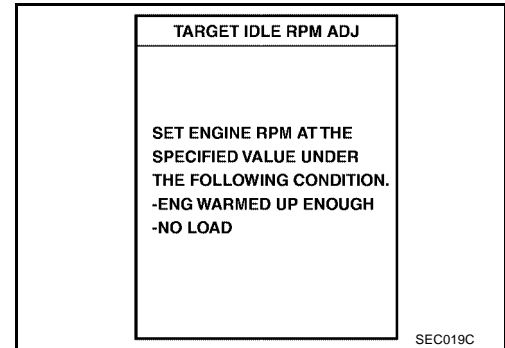 TARGET IDLE RPM ADJ
SET ENGINE RPM AT THE
SPECIFIED VALUE UNDER
THE FOLLOWING CONDITION.
-ENG WARMED UP ENOUGH
-NO LOAD
SEC019C